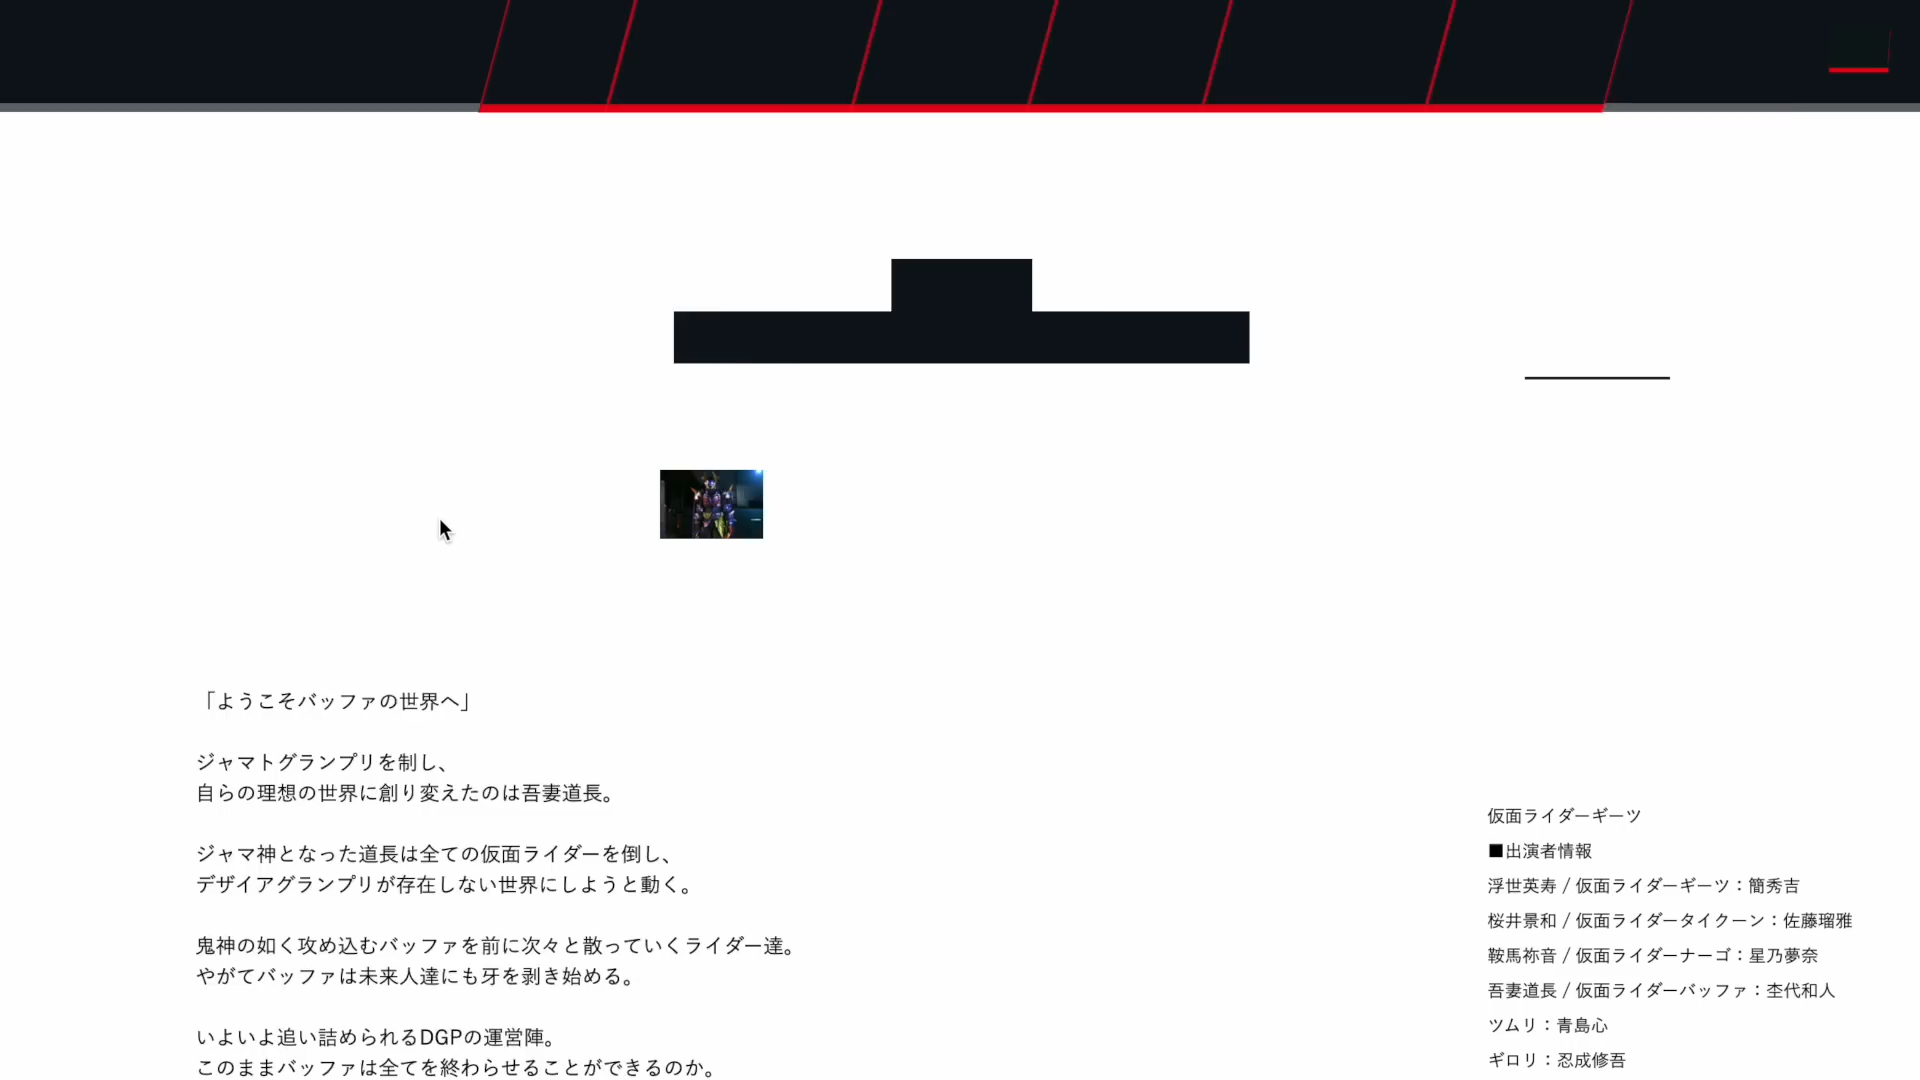 「ようこそバッファの世界へ」
ジャマトグランプリを制し、
自らの理想の世界に創り変えたのは吾妻道長。
ジャマ神となった道長は全ての仮面ライダーを倒し、
デザイアグランプリが存在しない世界にしようと動く。
鬼神の如く攻め込むバッファを前に次々と散っていくライダー達。
やがてバッファは未来人達にも牙を剥き始める。
いよいよ追い詰められるDGPの運営陣。
このままバッファは全てを終わらせることができるのか。
仮面ライダーギーツ
■出演者情報
浮世英寿 / 仮面ライダーギーツ：簡秀吉
桜井景和 / 仮面ライダータイクーン：佐藤瑠雅
鞍馬祢音 / 仮面ライダーナーゴ：星乃夢奈
吾妻道長 / 仮面ライダーバッファ：杢代和人
ツムリ：青島心
ギロリ：忍成修吾